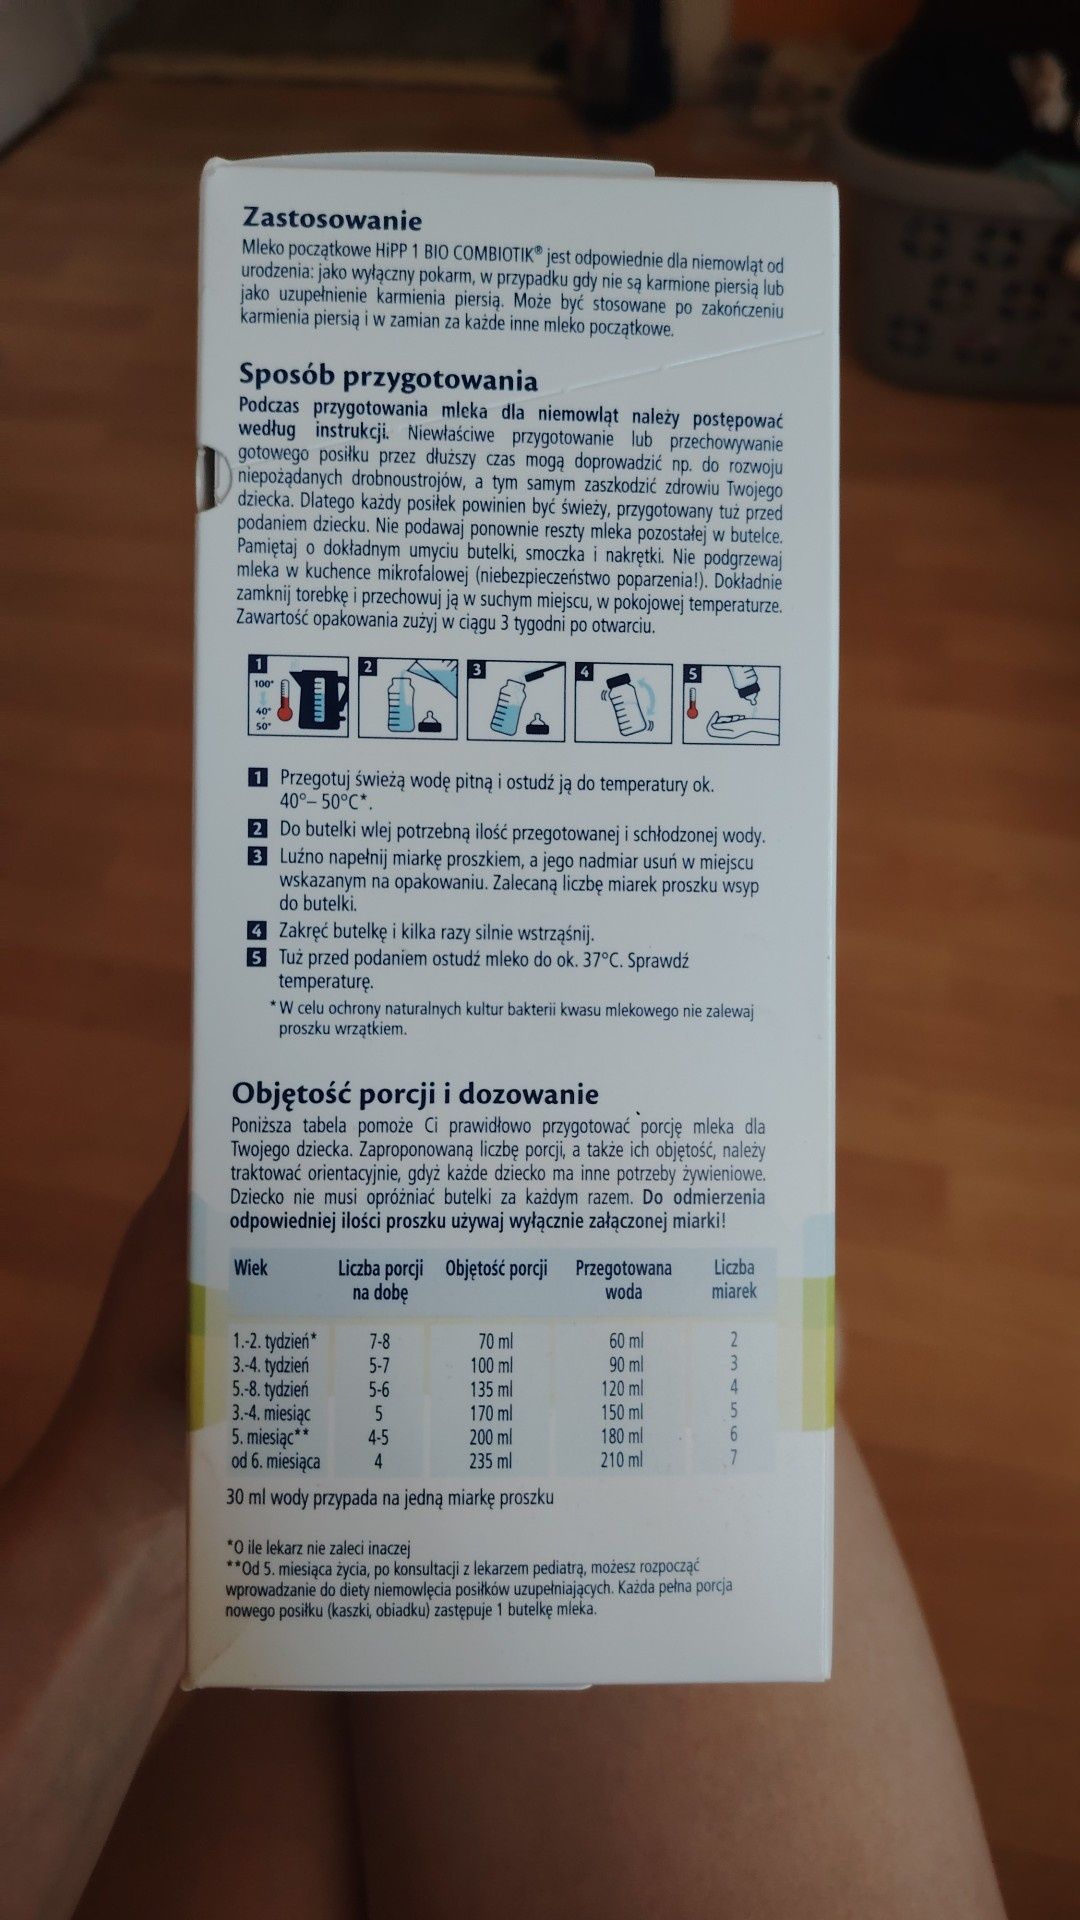 Zastosowanie
Mleko początkowe HiPP 1 BIO COMBIOTIK® jest odpowiednie dla niemowląt od
urodzenia: jako wyłączny pokarm, w przypadku gdy nie są karmione piersią lub
jako uzupełnienie karmienia piersią. Może być stosowane po zakończeniu
karmienia piersią i w zamian za każde inne mleko początkowe.
Sposób przygotowania
Podczas przygotowania mleka dla niemowląt należy postępować
według instrukcji. Niewłaściwe przygotowanie lub przechowywanie
gotowego posiłku przez dłuższy czas mogą doprowadzić np. do rozwoju
niepożądanych drobnoustrojów, a tym samym zaszkodzić zdrowiu Twojego
dziecka. Dlatego każdy posiłek powinien być świeży, przygotowany tuż przed
podaniem dziecku. Nie podawaj ponownie reszty mleka pozostałej w butelce.
Pamiętaj o dokładnym umyciu butelki, smoczka i nakrętki. Nie podgrzewaj
mleka w kuchence mikrofalowej (niebezpieczeństwo poparzenia!). Dokładnie
zamknij torebkę i przechowuj ją w suchym miejscu, w pokojowej temperaturze.
Zawartość opakowania zużyj w ciągu 3 tygodni po otwarciu.
1 2 3 4 5
100°
40°
50°
1 Przegotuj świeżą wodę pitną i ostudź ją do temperatury ok.
40°– 50°C*.
2 Do butelki wlej potrzebną ilość przegotowanej i schłodzonej wody.
3 Luźno napełnij miarkę proszkiem, a jego nadmiar usuń w miejscu
wskazanym na opakowaniu. Zalecaną liczbę miarek proszku wsyp
do butelki.
4 Zakręć butelkę i kilka razy silnie wstrząśnij.
5 Tuż przed podaniem ostudź mleko do ok. 37°C. Sprawdź
temperaturę.
* W celu ochrony naturalnych kultur bakterii kwasu mlekowego nie zalewaj
proszku wrzątkiem.
Objętość porcji i dozowanie
Poniższa tabela pomoże Ci prawidłowo przygotować porcję mleka dla
Twojego dziecka. Zaproponowaną liczbę porcji, a także ich objętość, należy
traktować orientacyjnie, gdyż każde dziecko ma inne potrzeby żywieniowe.
Dziecko nie musi opróżniać butelki za każdym razem. Do odmierzenia
odpowiedniej ilości proszku używaj wyłącznie załączonej miarki!
Wiek Liczba porcji Objętość porcji Przegotowana Liczba
na dobę woda miarek
1.-2. tydzień* 7-8 70 ml 60 ml 2
3.-4. tydzień 5-7 100 ml 90 ml 3
5.-8. tydzień 5-6 135 ml 120 ml 4
3.-4. miesiąc 5 170 ml 150 ml 5
5. miesiąc** 4-5 200 ml 180 ml 6
od 6. miesiąca 4 235 ml 210 ml 7
30 ml wody przypada na jedną miarkę proszku
*O ile lekarz nie zaleci inaczej
**Od 5. miesiąca życia, po konsultacji z lekarzem pediatrą, możesz rozpocząć
wprowadzanie do diety niemowlęcia posiłków uzupełniających. Każda pełna porcja
nowego posiłku (kaszki, obiadku) zastępuje 1 butelkę mleka.